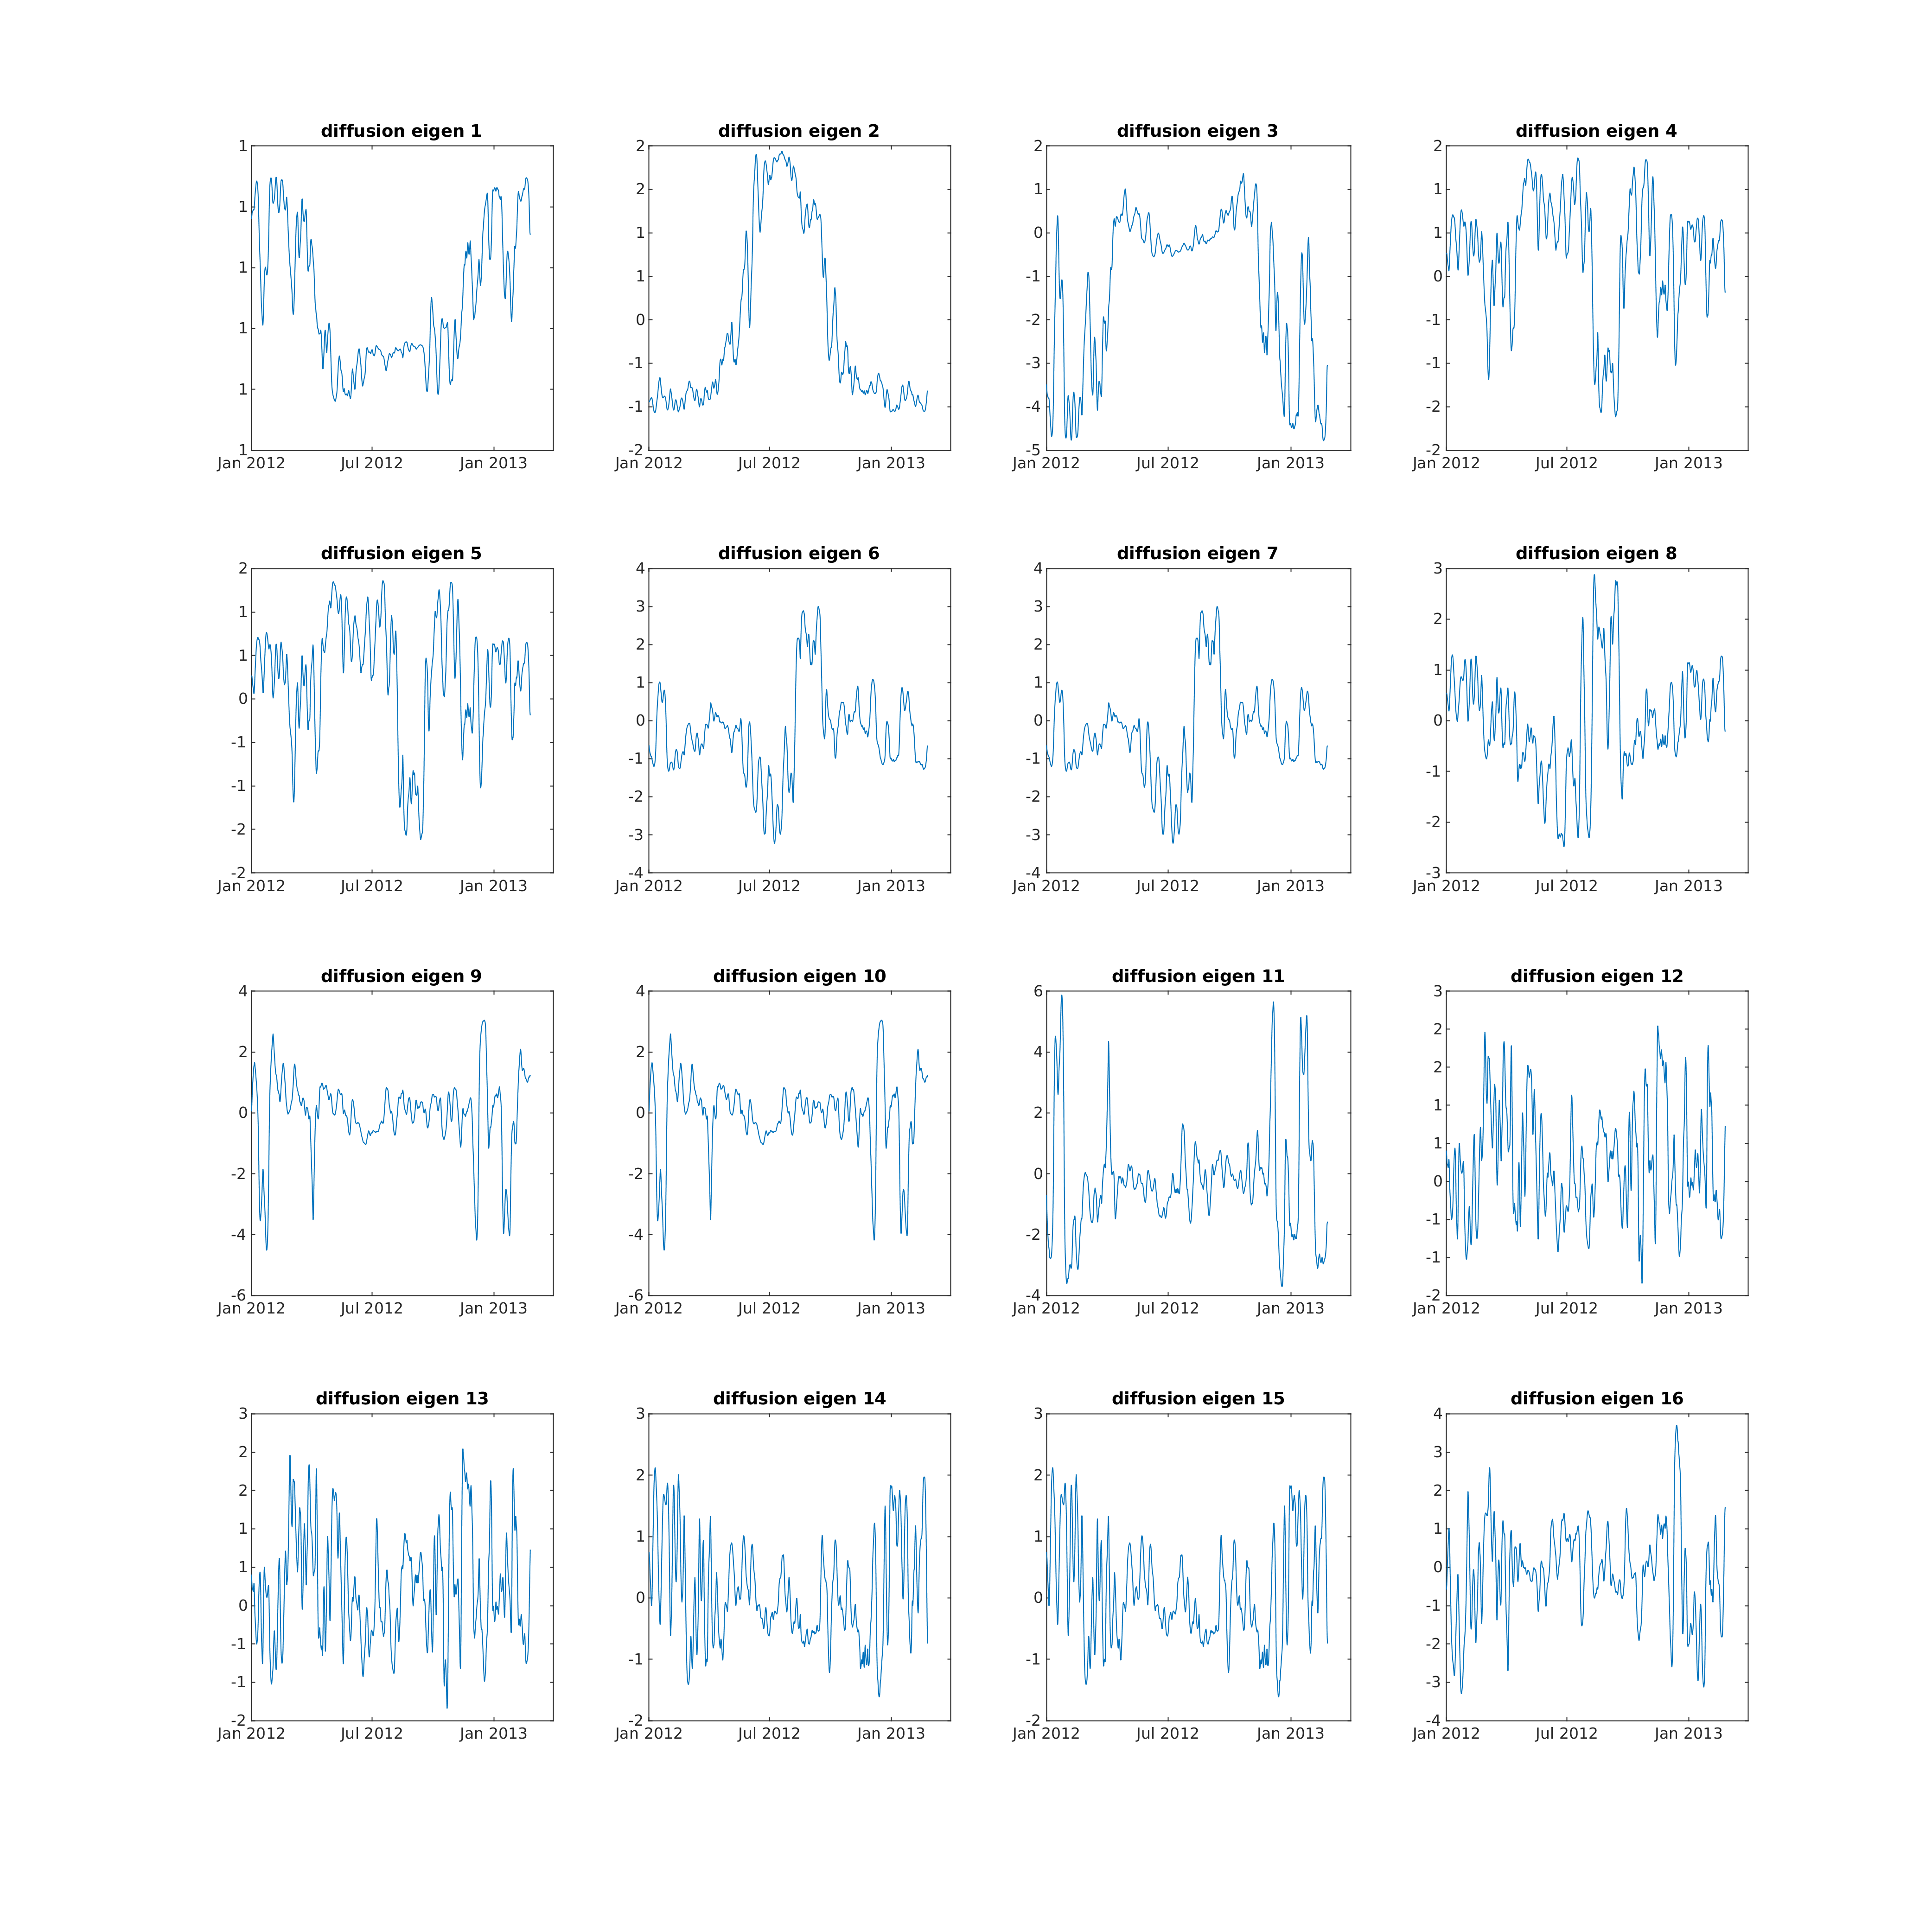 diffusion eigen 1 diffusion eigen 2 diffusion eigen 3 diffusion eigen 4
1 2 2 2
1 2 1 1
1 1 0 1
1 1 -1 0
1 0 -3 -1
1 -1 -4 -1
-1 -5 -2
-2 -2
Jan 2012 Jul 2012 Jan 2013 Jan 2012 Jul 2012 Jan 2013 Jan 2012 Jul 2012 Jan 2013 Jan 2012 Jul 2012 Jan 2013
diffusion eigen 5 diffusion eigen 6 diffusion eigen 7 diffusion eigen 8
2 4 4 3
1 3 3 2
1 2 2 1
0 1 1 0
-1 0 0 -1
-1 -1 -1 -2
-2 -2 -2 -3
-2 -3 -3
-4 -4
Jan 2012 Jul 2012 Jan 2013 Jan 2012 Jul 2012 Jan 2013 Jan 2012 Jul 2012 Jan 2013 Jan 2012 Jul 2012 Jan 2013
diffusion eigen 9 diffusion eigen 10 diffusion eigen 11 diffusion eigen 12
4 4 6 3
2 2 4 2
0 0 2 2
-2 -2 0 1
-4 -4 -2 1
-6 -6 -4 0
-1
-1
-2
Jan 2012 Jul 2012 Jan 2013 Jan 2012 Jul 2012 Jan 2013 Jan 2012 Jul 2012 Jan 2013 Jan 2012 Jul 2012 Jan 2013
diffusion eigen 13 diffusion eigen 14 diffusion eigen 15 diffusion eigen 16
3 3 3 4
2 2 2 3
2 1 1 2
1 0 0 1
1 -1 -1 0
0 -2 -2 -1
-1 -2
-1 -3
-2 -4
Jan 2012 Jul 2012 Jan 2013 Jan 2012 Jul 2012 Jan 2013 Jan 2012 Jul 2012 Jan 2013 Jan 2012 Jul 2012 Jan 2013